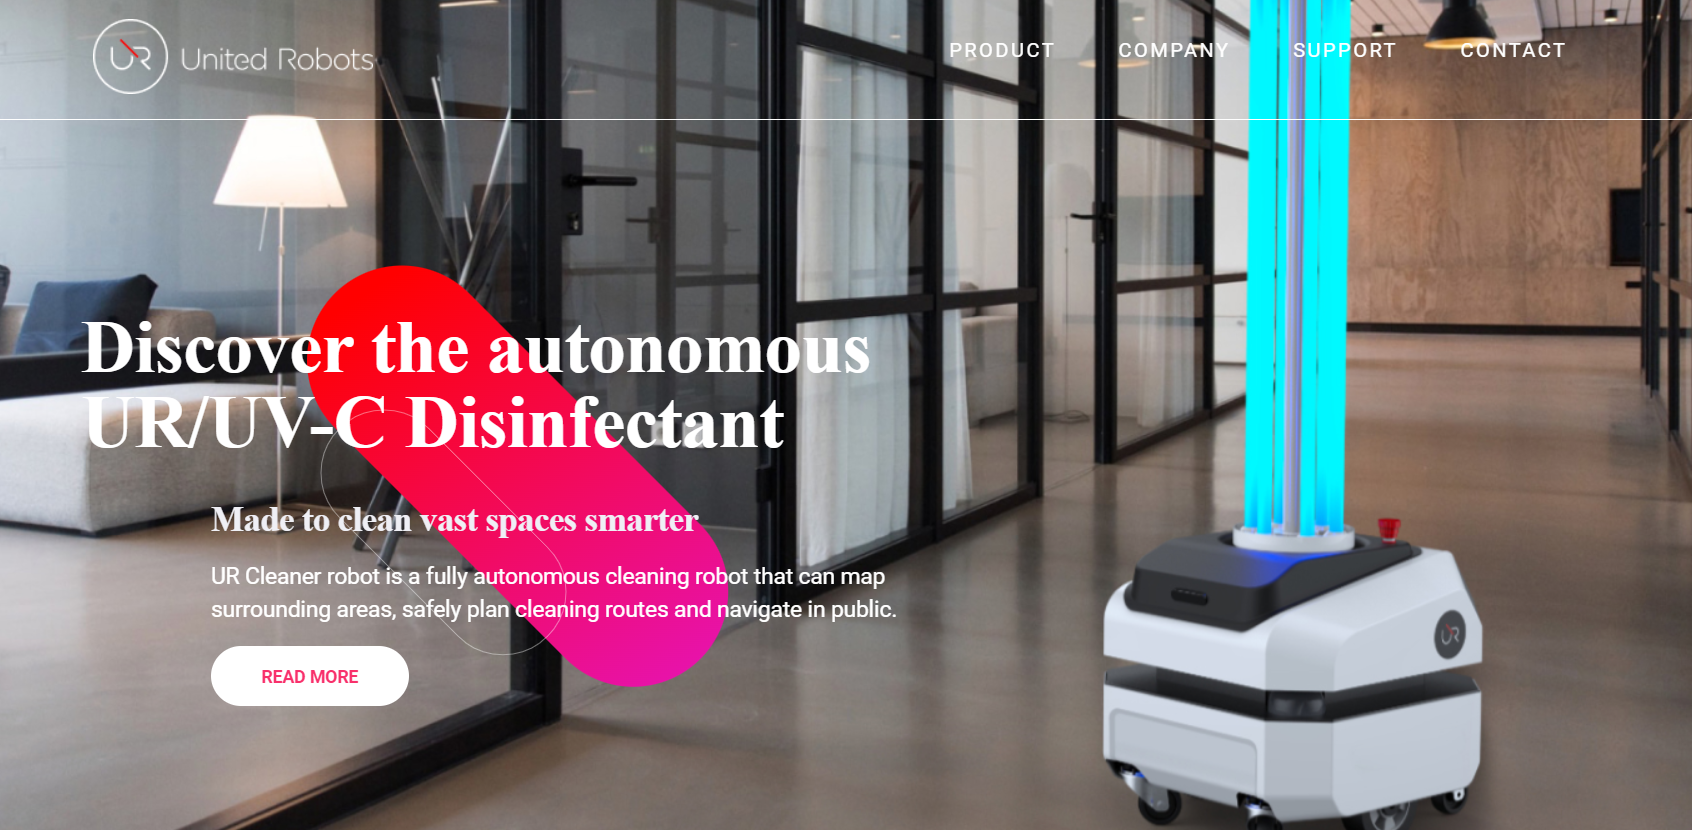 UR United Robots
PRODUCT COMPANY SUPPORT CONTACT
Discover the autonomous
UR/UV-C Disinfectant
Made to clean vast spaces smarter
UR Cleaner robot is a fully autonomous cleaning robot that can map
surrounding areas, safely plan cleaning routes and navigate in public.
READ MORE
UR